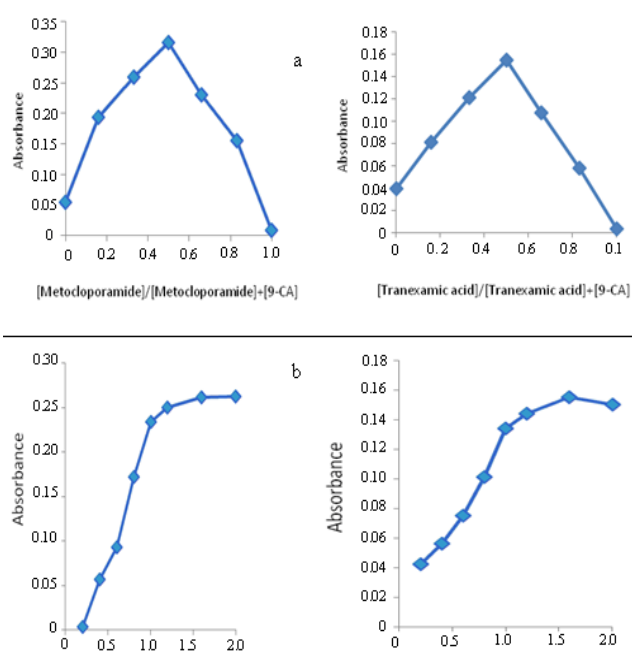 0.35
0.30
0.25
0.20
0.15
0.10
0.05
0
Absorbance
0 0.2 0.4 0.6 0.8 1.0
[Metocloporamide]/[Metocloporamide]+[9-CA]
a
0.18
0.16
0.14
0.12
0.10
0.08
0.06
0.04
0.02
0
Absorbance
0 0.2 0.4 0.6 0.8 0.1
[Tranexamic acid]/[Tranexamic acid]+[9-CA]
0.30
0.25
0.20
0.15
0.10
0.05
0
Absorbance
0 0.5 1.0 1.5 2.0
b
0.18
0.16
0.14
0.12
0.10
0.08
0.06
0.04
0.02
0
Absorbance
0 0.5 1.0 1.5 2.0